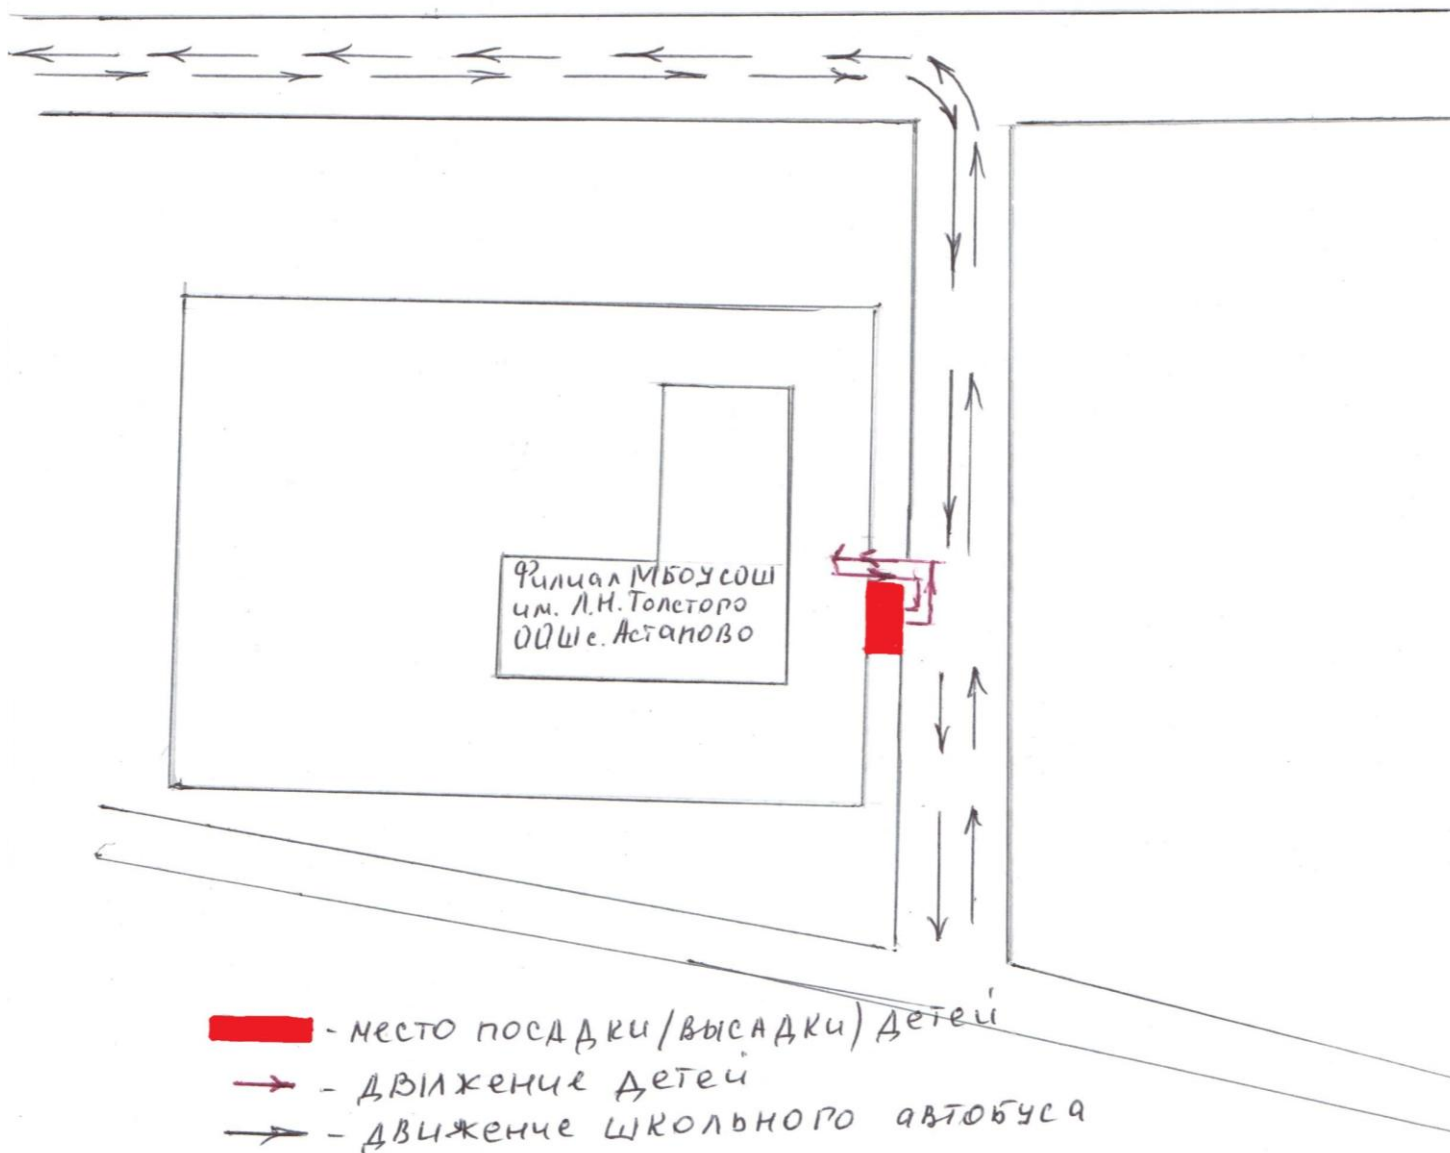 Филиал МБОУСОШ
им. Л.Н. Толстого
ООШ с. Астапово
- место посадки/высадки) детей
- движение детей
- движение школьного автобуса